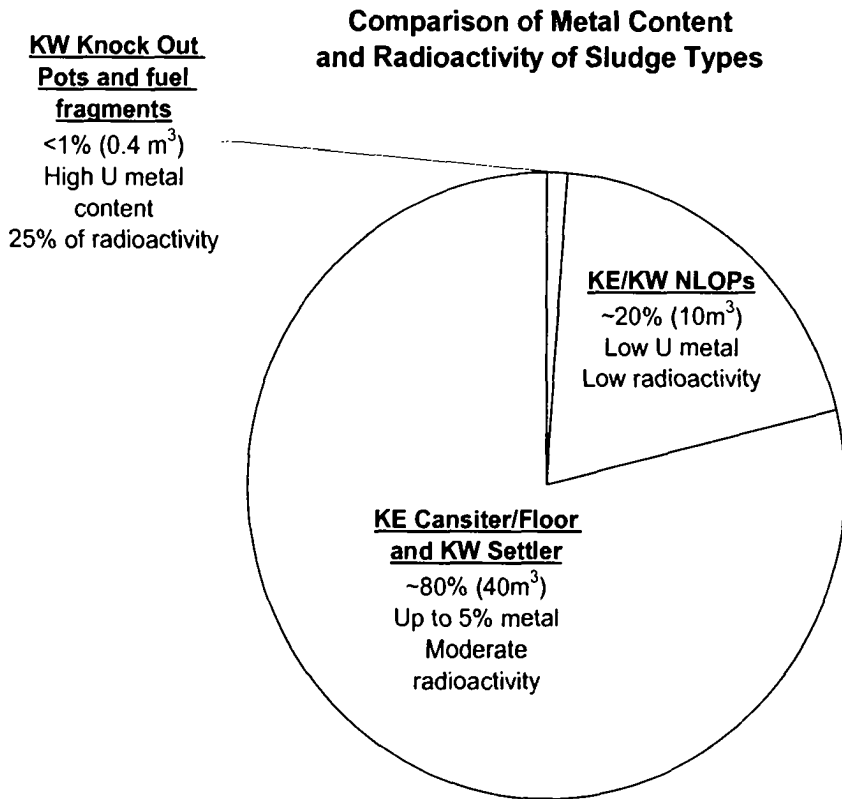 Comparison of Metal Content
and Radioactivity of Sludge Types
KW Knock Out
Pots and fuel
fragments
<1% (0.4 m³)
High U metal
content
25% of radioactivity
KE/KW NLOPs
~20% (10m³)
Low U metal
Low radioactivity
KE Cansiter/Floor
and KW Settler
~80% (40m³)
Up to 5% metal
Moderate
radioactivity